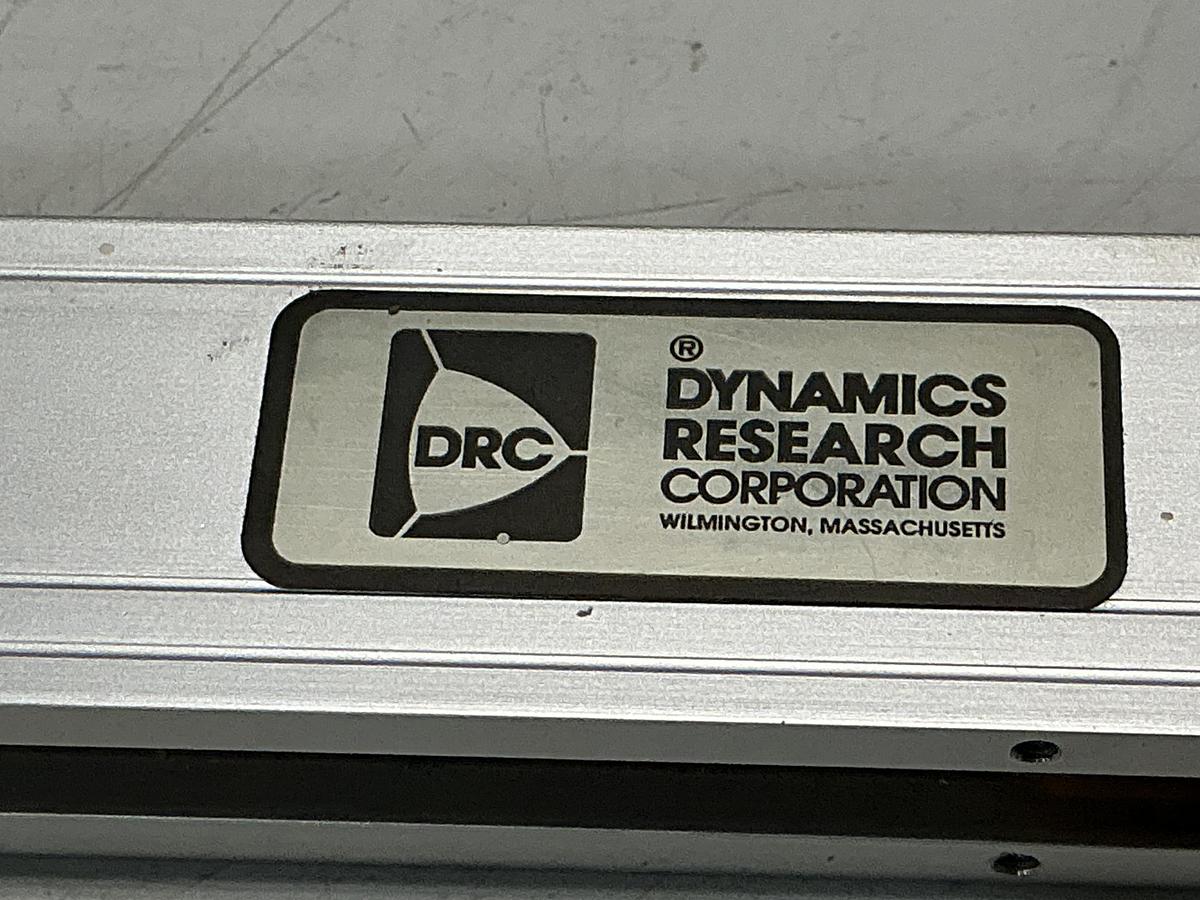 DRC
®
DYNAMICS
RESEARCH
CORPORATION
WILMINGTON, MASSACHUSETTS